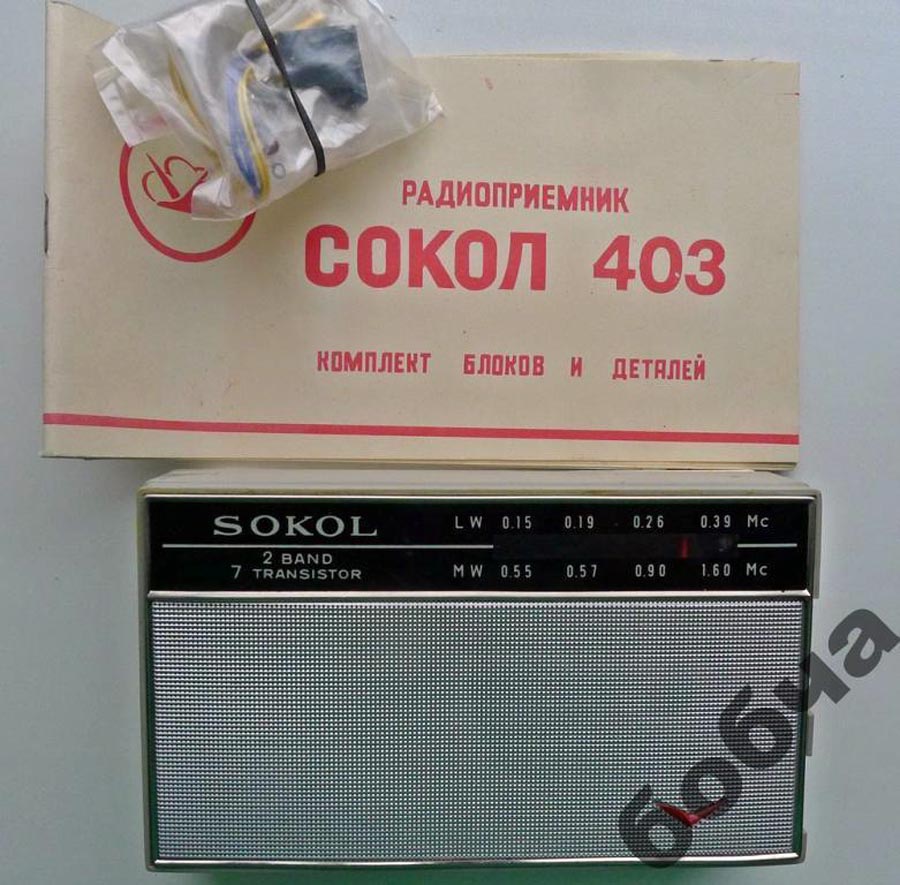 РАДИОПРИЕМНИК
СОКОЛ 403
КОМПЛЕКТ БЛОКОВ И ДЕТАЛЕЙ
SOKOL
2 BAND
7 TRANSISTOR
LW 0.15 0.19 0.26 0.39 Mc
MW 0.55 0.57 0.90 1.60 Mc
бобча